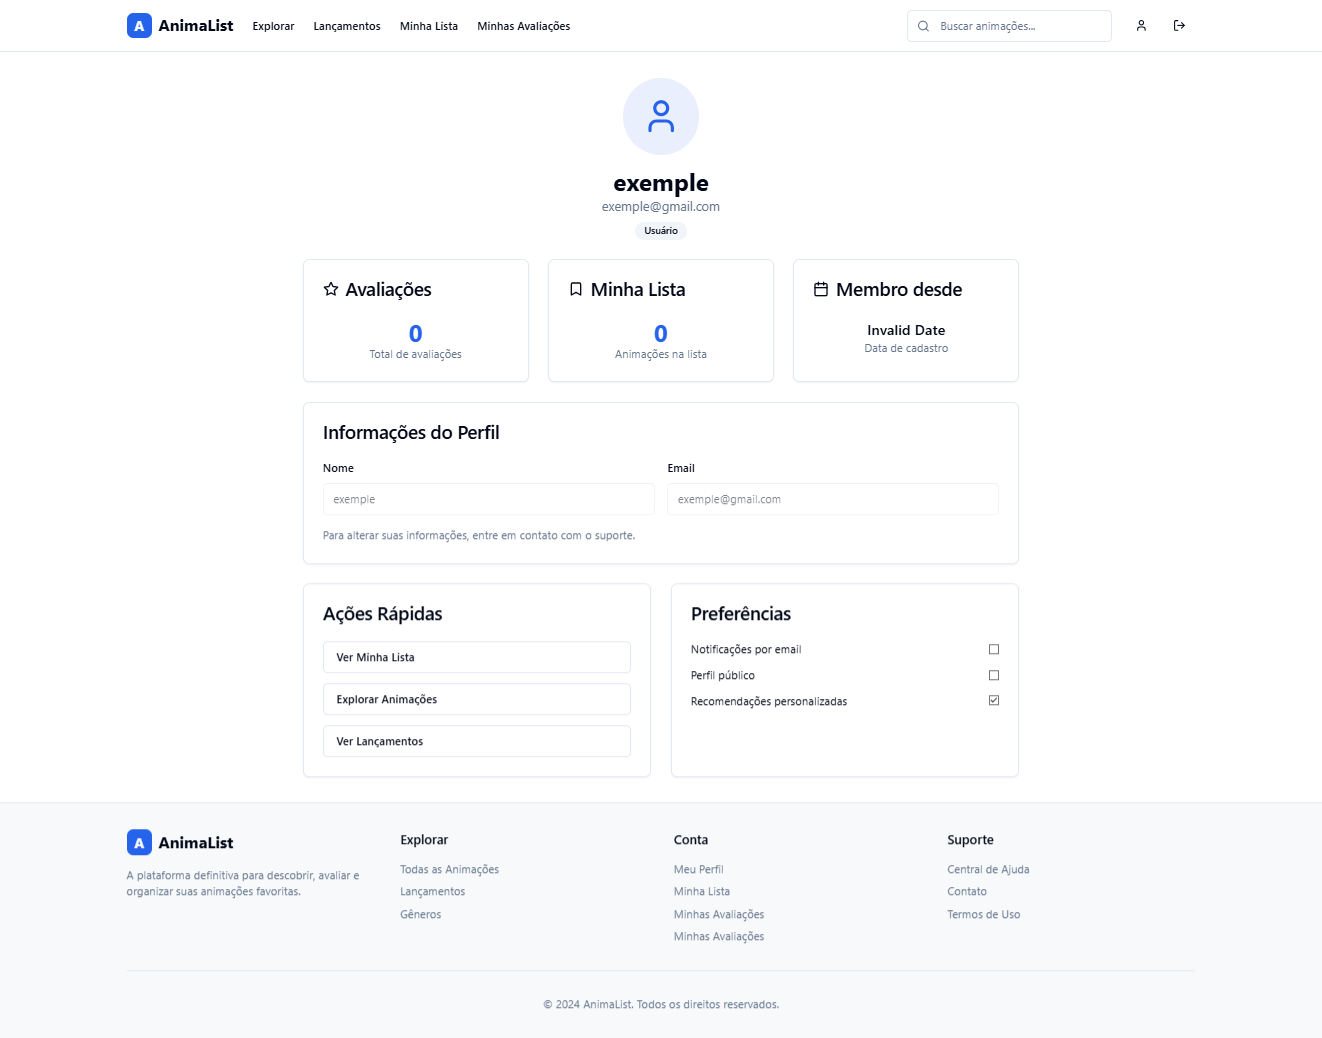 A AnimaList Explorar Lançamentos Minha Lista Minhas Avaliações Buscar animações...
exemple
exemple@gmail.com
Usuário
Avaliações
0
Total de avaliações
Minha Lista
0
Animações na lista
Membro desde
Invalid Date
Data de cadastro
Informações do Perfil
Nome
exemple
Email
exemple@gmail.com
Para alterar suas informações, entre em contato com o suporte.
Ações Rápidas
Ver Minha Lista
Explorar Animações
Ver Lançamentos
Preferências
Notificações por email
Perfil público
Recomendações personalizadas
A AnimaList
A plataforma definitiva para descobrir, avaliar e
organizar suas animações favoritas.
Explorar
Todas as Animações
Lançamentos
Gêneros
Conta
Meu Perfil
Minha Lista
Minhas Avaliações
Minhas Avaliações
Suporte
Central de Ajuda
Contato
Termos de Uso
© 2024 AnimaList. Todos os direitos reservados.